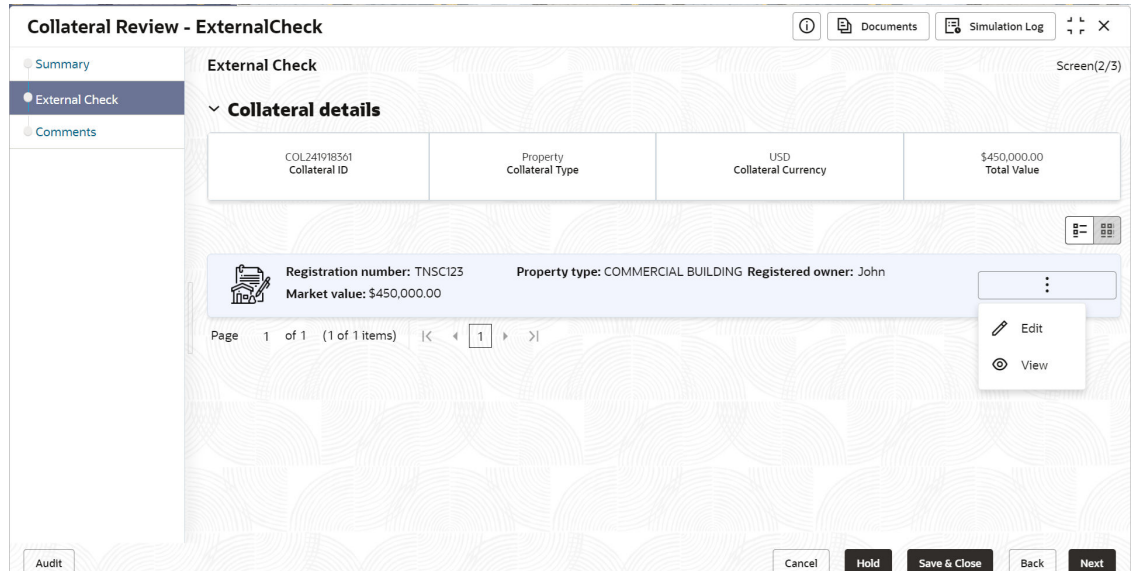 Collateral Review - ExternalCheck
Documents
Simulation Log
Summary
External Check
Comments
External Check
Screen(2/3)
Collateral details
COL241918361
Collateral ID
Property
Collateral Type
USD
Collateral Currency
$450,000.00
Total Value
Registration number: TNSC123 Property type: COMMERCIAL BUILDING Registered owner: John
Market value: $450,000.00
Edit
View
Page 1 of 1 (1 of 1 items) 1
Audit
Cancel
Hold
Save & Close
Back
Next